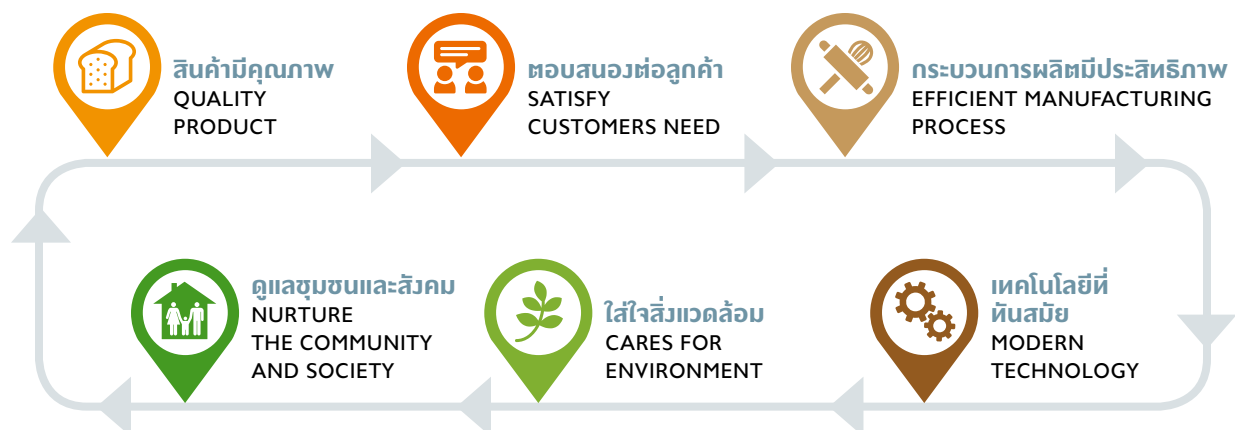 สินค้ามีคุณภาพ
QUALITY
PRODUCT
ตอบสนองต่อลูกค้า
SATISFY
CUSTOMERS NEED
กระบวนการผลิตมีประสิทธิภาพ
EFFICIENT MANUFACTURING
PROCESS
ดูแลชุมชนและสังคม
NURTURE
THE COMMUNITY
AND SOCIETY
ใส่ใจสิ่งแวดล้อม
CARES FOR
ENVIRONMENT
เทคโนโลยีที่
ทันสมัย
MODERN
TECHNOLOGY